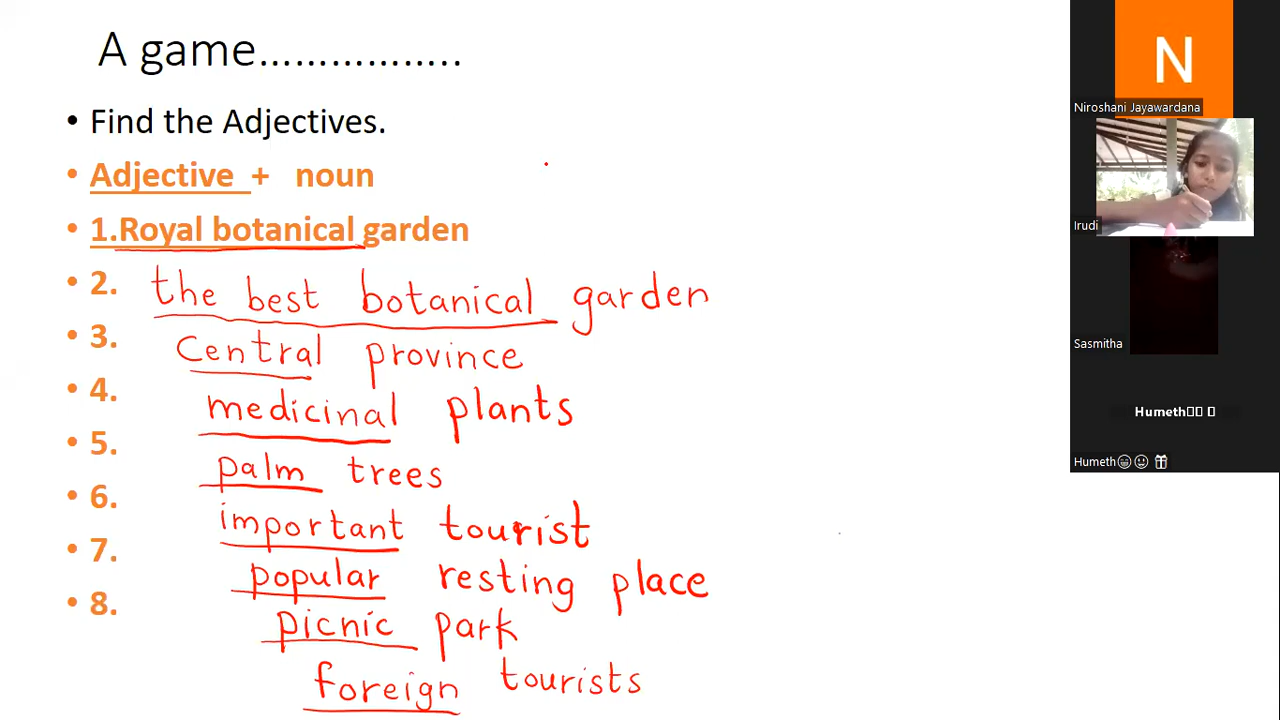 A game……………..
• Find the Adjectives.
• Adjective + noun
• 1.Royal botanical garden
• 2. the best botanical garden
• 3. Central province
• 4. medicinal plants
• 5. palm trees
• 6. important tourist
• 7. popular resting place
• 8. picnic park
foreign tourists
N
Niroshani Jayawardana
Irudi
Sasmitha
Humeth
Humeth😄🙂🎁